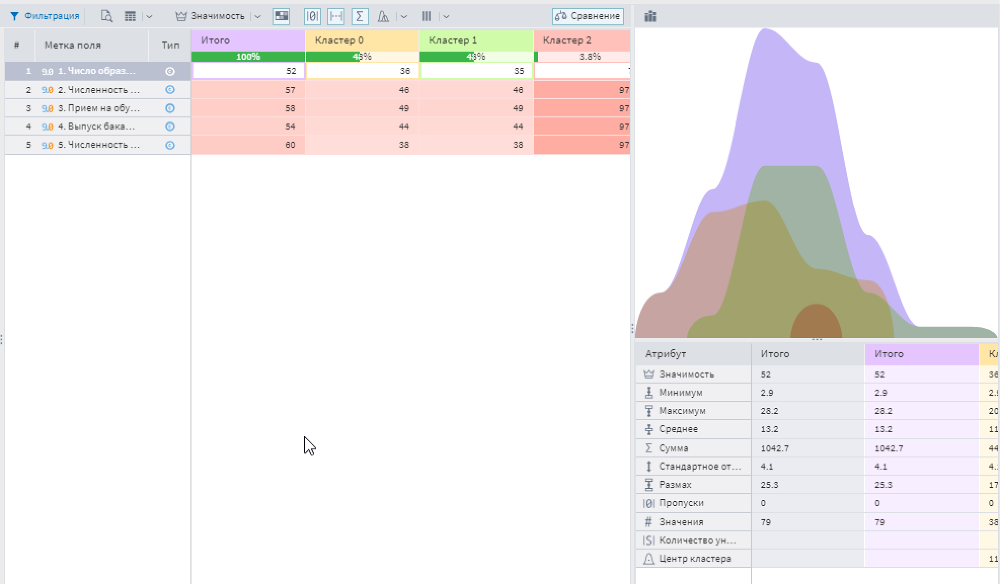 Фильтрация Значимость Сравнение
# Метка поля Тип Итого Кластер 0 Кластер 1 Кластер 2
100% 48% 48% 3.8%
1 9.0 1. Число образ... 52 36 35
2 9.0 2. Численность ... 57 46 46 97
3 9.0 3. Прием на обу... 58 49 49 97
4 9.0 4. Выпуск бака... 54 44 44 97
5 9.0 5. Численность ... 60 38 38 97
Атрибут Итого Итого Кл
Значимость 52 52 36
Минимум 2.9 2.9 2.
Максимум 28.2 28.2 20
Среднее 13.2 13.2 11
Сумма 1042.7 1042.7 44
Стандартное от... 4.1 4.1 4.
Размах 25.3 25.3 17
Пропуски 0 0 0
Значения 79 79 38
Количество ун...
Центр кластера 11